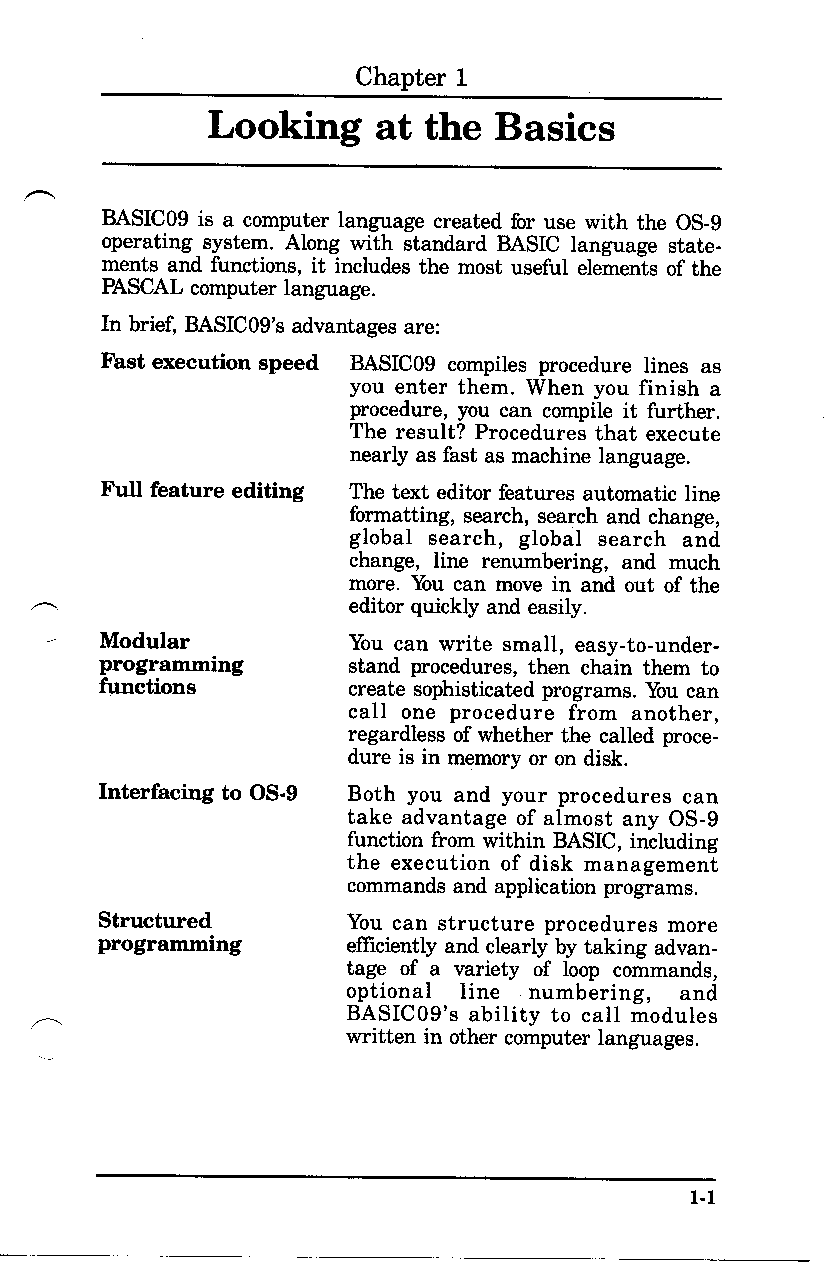 Chapter 1
Looking at the Basics
BASIC09 is a computer language created for use with the OS-9
operating system. Along with standard BASIC language state-
ments and functions, it includes the most useful elements of the
PASCAL computer language.
In brief, BASIC09's advantages are:
Fast execution speed BASIC09 compiles procedure lines as
you enter them. When you finish a
procedure, you can compile it further.
The result? Procedures that execute
nearly as fast as machine language.
Full feature editing The text editor features automatic line
formatting, search, search and change,
global search, global search and
change, line renumbering, and much
more. You can move in and out of the
editor quickly and easily.
Modular You can write small, easy-to-under-
programming stand procedures, then chain them to
functions create sophisticated programs. You can
call one procedure from another,
regardless of whether the called proce-
dure is in memory or on disk.
Interfacing to OS-9 Both you and your procedures can
take advantage of almost any OS-9
function from within BASIC, including
the execution of disk management
commands and application programs.
Structured You can structure procedures more
programming efficiently and clearly by taking advan-
tage of a variety of loop commands,
optional line numbering, and
BASIC09's ability to call modules
written in other computer languages.
1-1